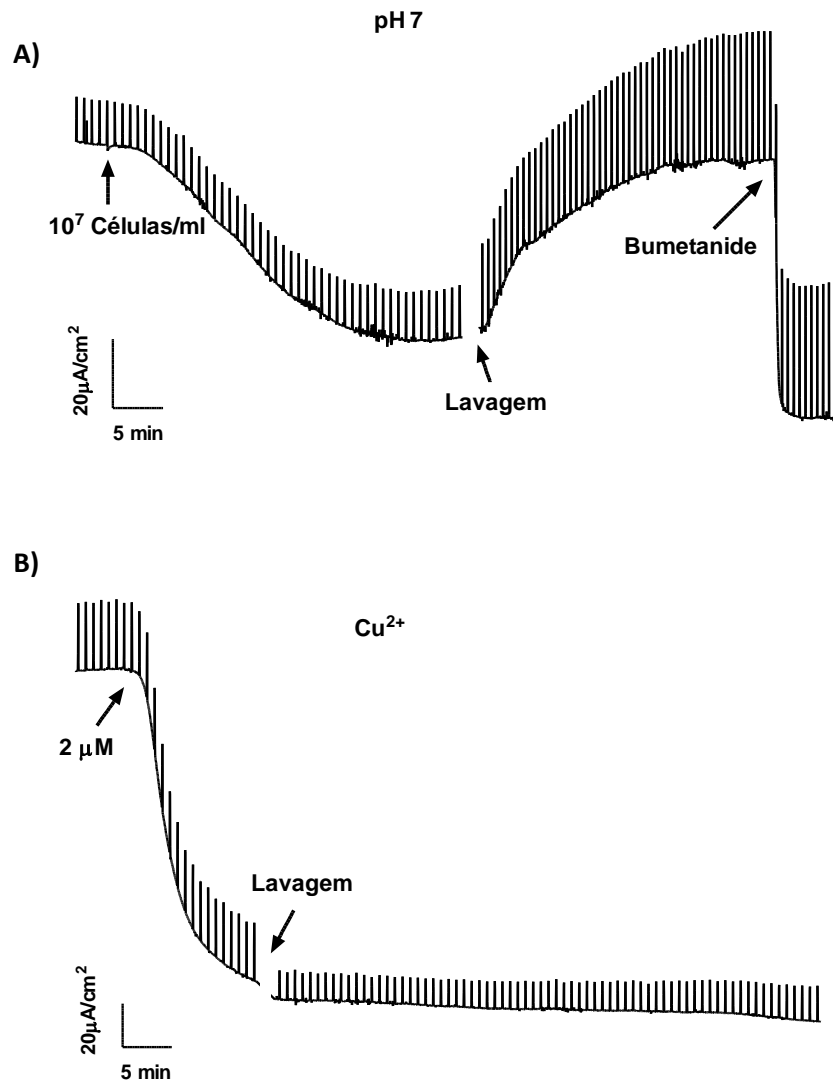 pH 7
A)
10⁷ Células/ml
Bumetanide
Lavagem
20µA/cm²
5 min
B)
Cu²⁺
2 µM
Lavagem
20µA/cm²
5 min